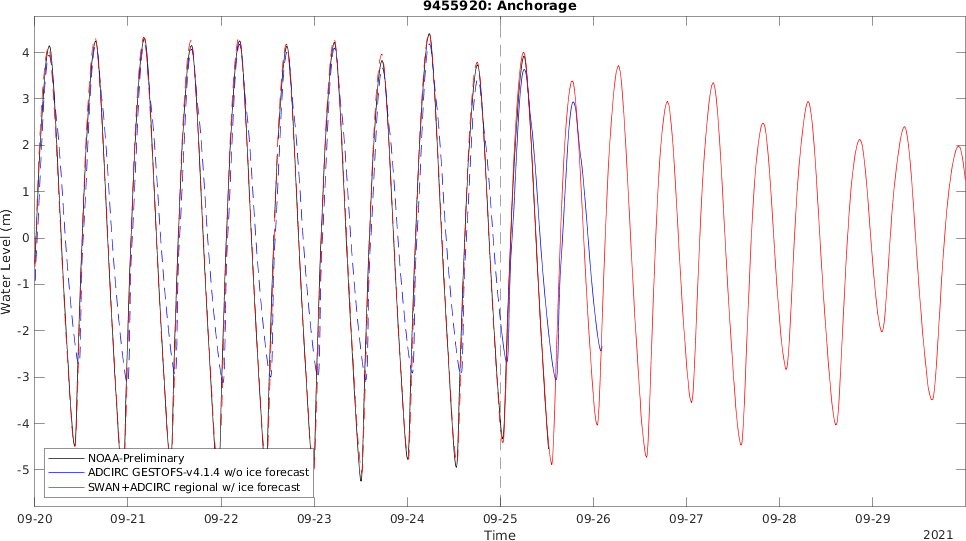 9455920: Anchorage
4
3
2
1
0
-1
-2
-3
-4
-5
Water Level (m)
NOAA-Preliminary
ADCIRC GESTOFS-v4.1.4 w/o ice forecast
SWAN+ADCIRC regional w/ ice forecast
09-20 09-21 09-22 09-23 09-24 09-25 09-26 09-27 09-28 09-29
Time
2021